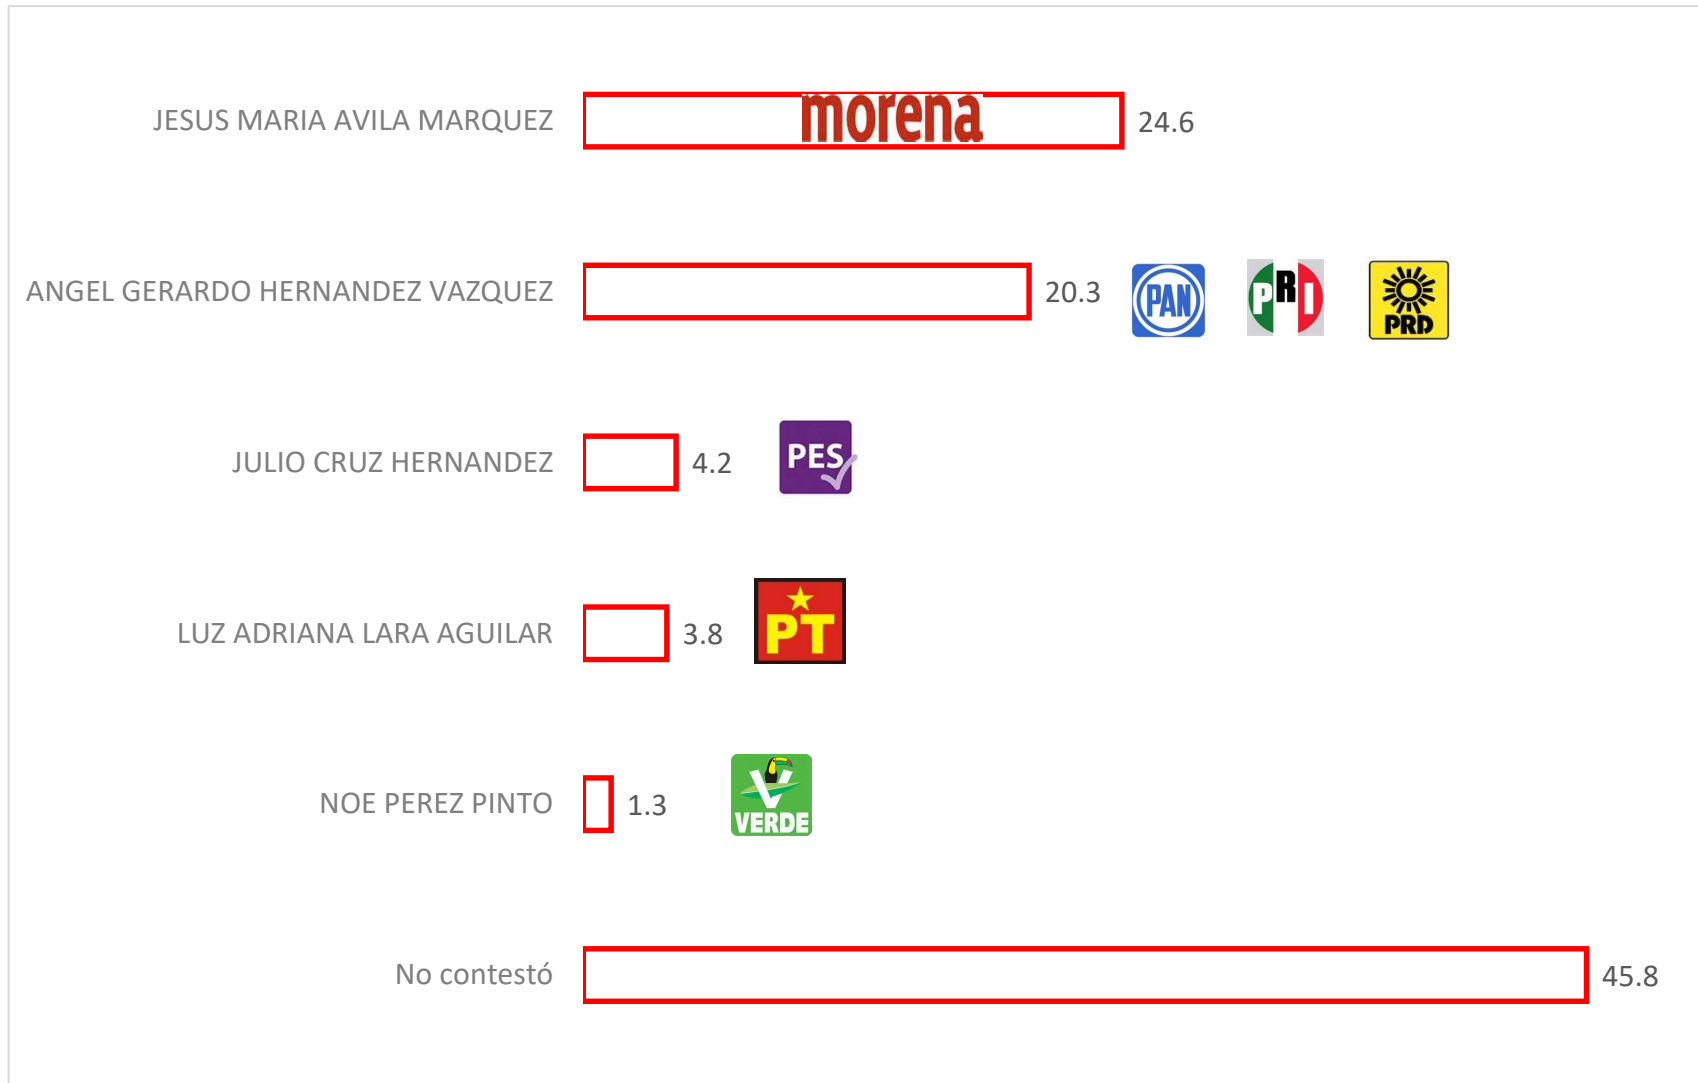 JESUS MARIA AVILA MARQUEZ morena 24.6
ANGEL GERARDO HERNANDEZ VAZQUEZ 20.3 PAN PRI PRD
JULIO CRUZ HERNANDEZ 4.2 PES
LUZ ADRIANA LARA AGUILAR 3.8 PT
NOE PEREZ PINTO 1.3 VERDE
No contestó 45.8